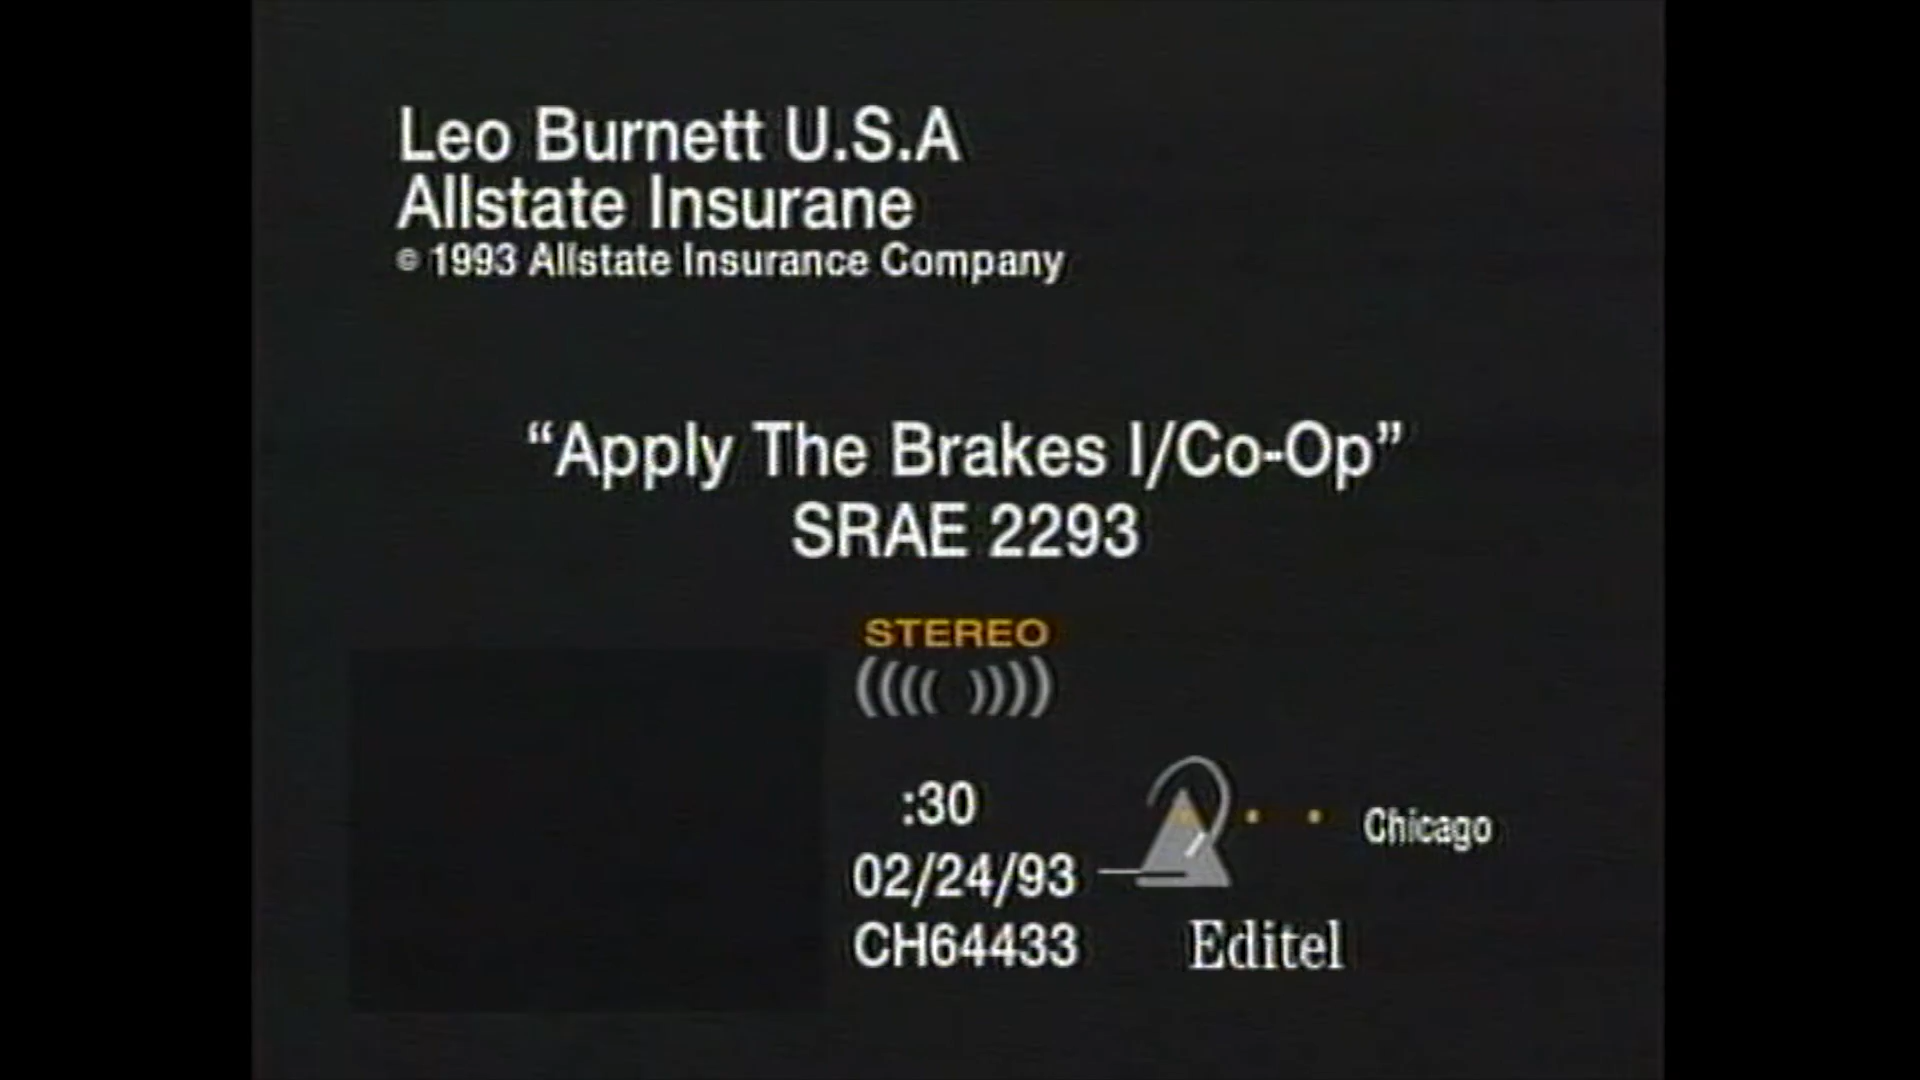 Leo Burnett U.S.A
Allstate Insurane
© 1993 Allstate Insurance Company
“Apply The Brakes I/Co-Op”
SRAE 2293
STEREO
:30
Chicago
02/24/93
CH64433
Editel